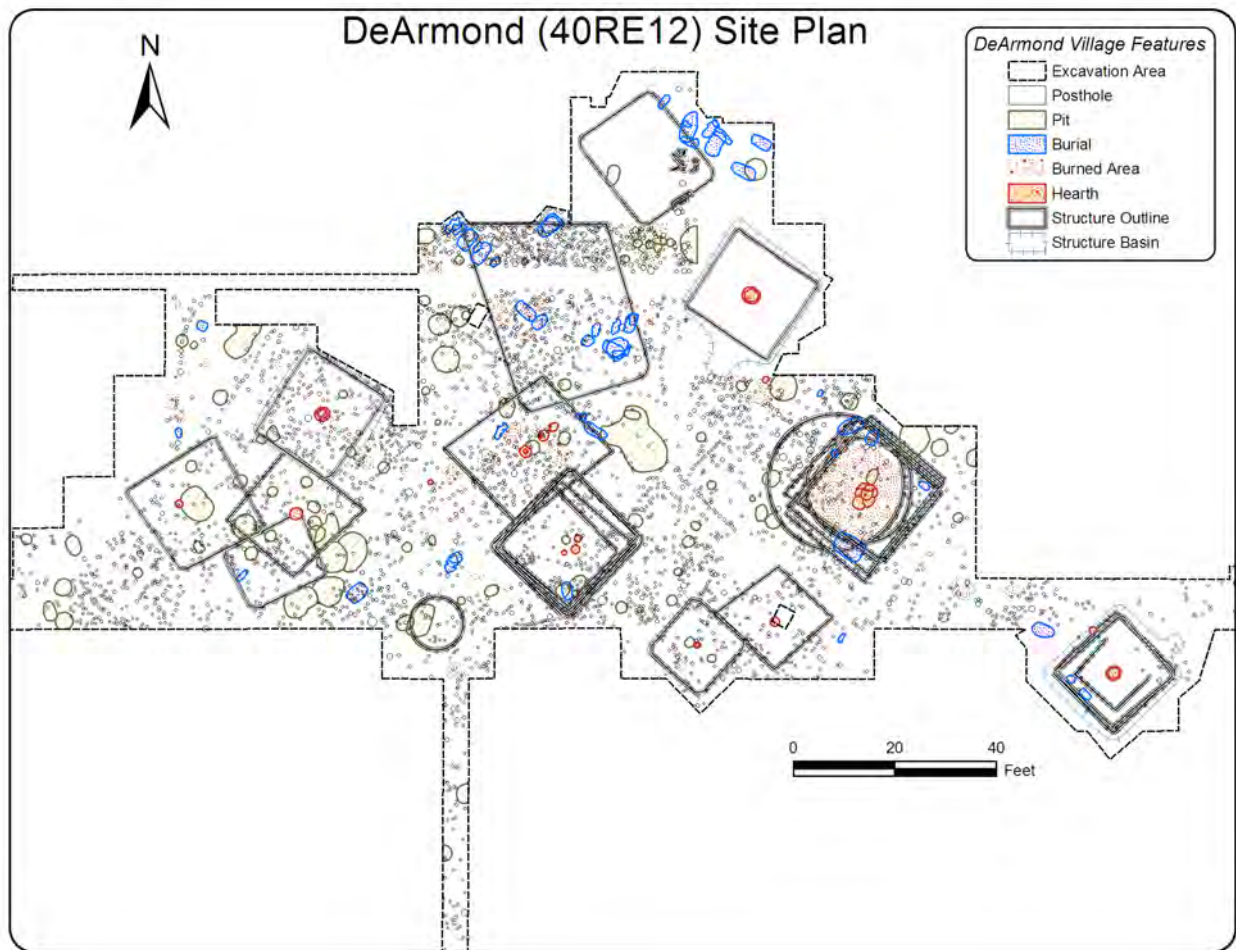 DeArmond (40RE12) Site Plan
N
DeArmond Village Features
Excavation Area
Posthole
Pit
Burial
Burned Area
Hearth
Structure Outline
Structure Basin
0 20 40
Feet